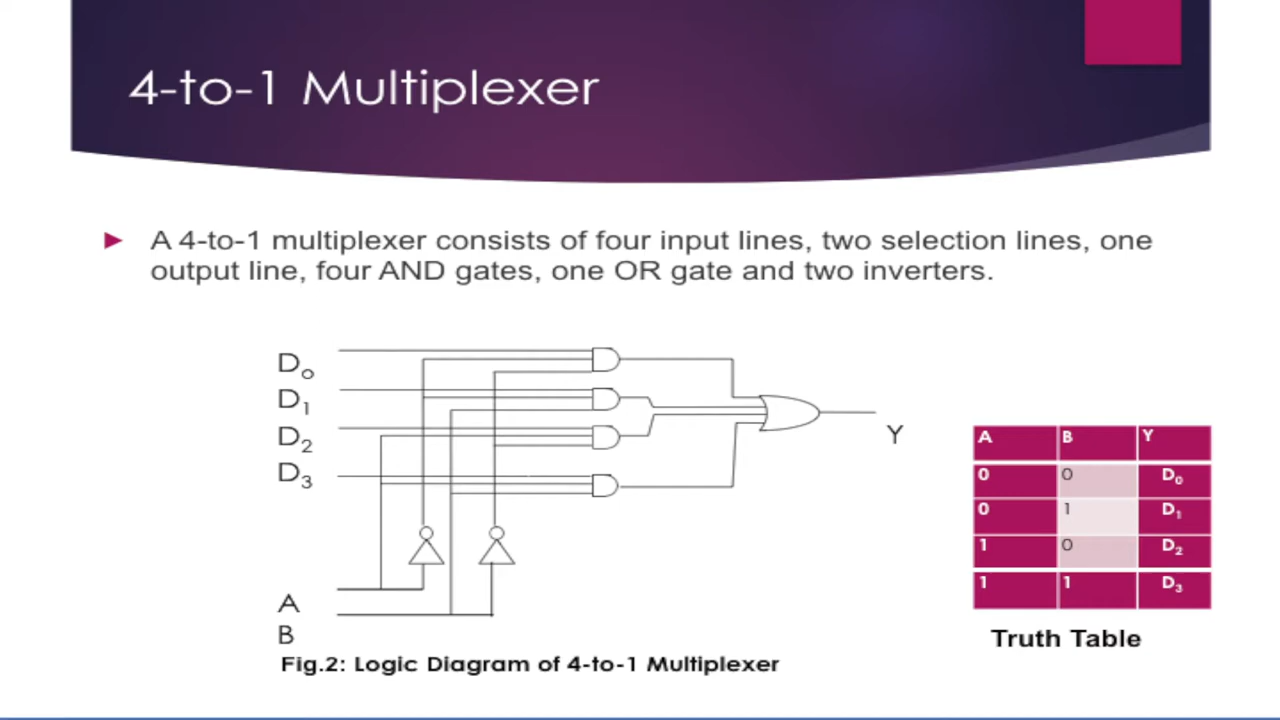 4-to-1 Multiplexer
► A 4-to-1 multiplexer consists of four input lines, two selection lines, one
output line, four AND gates, one OR gate and two inverters.
Do
D1
D2
D3
Y
A
B
Fig.2: Logic Diagram of 4-to-1 Multiplexer
A B Y
0 0 D0
0 1 D1
1 0 D2
1 1 D3
Truth Table